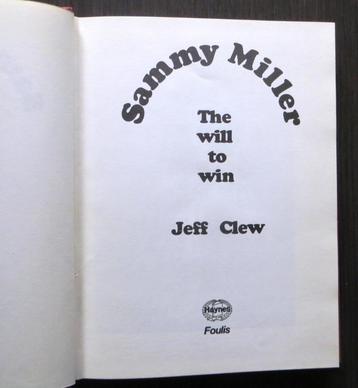 Sammy Miller
The
will
to
win
Jeff Clew
Haynes
Foulis